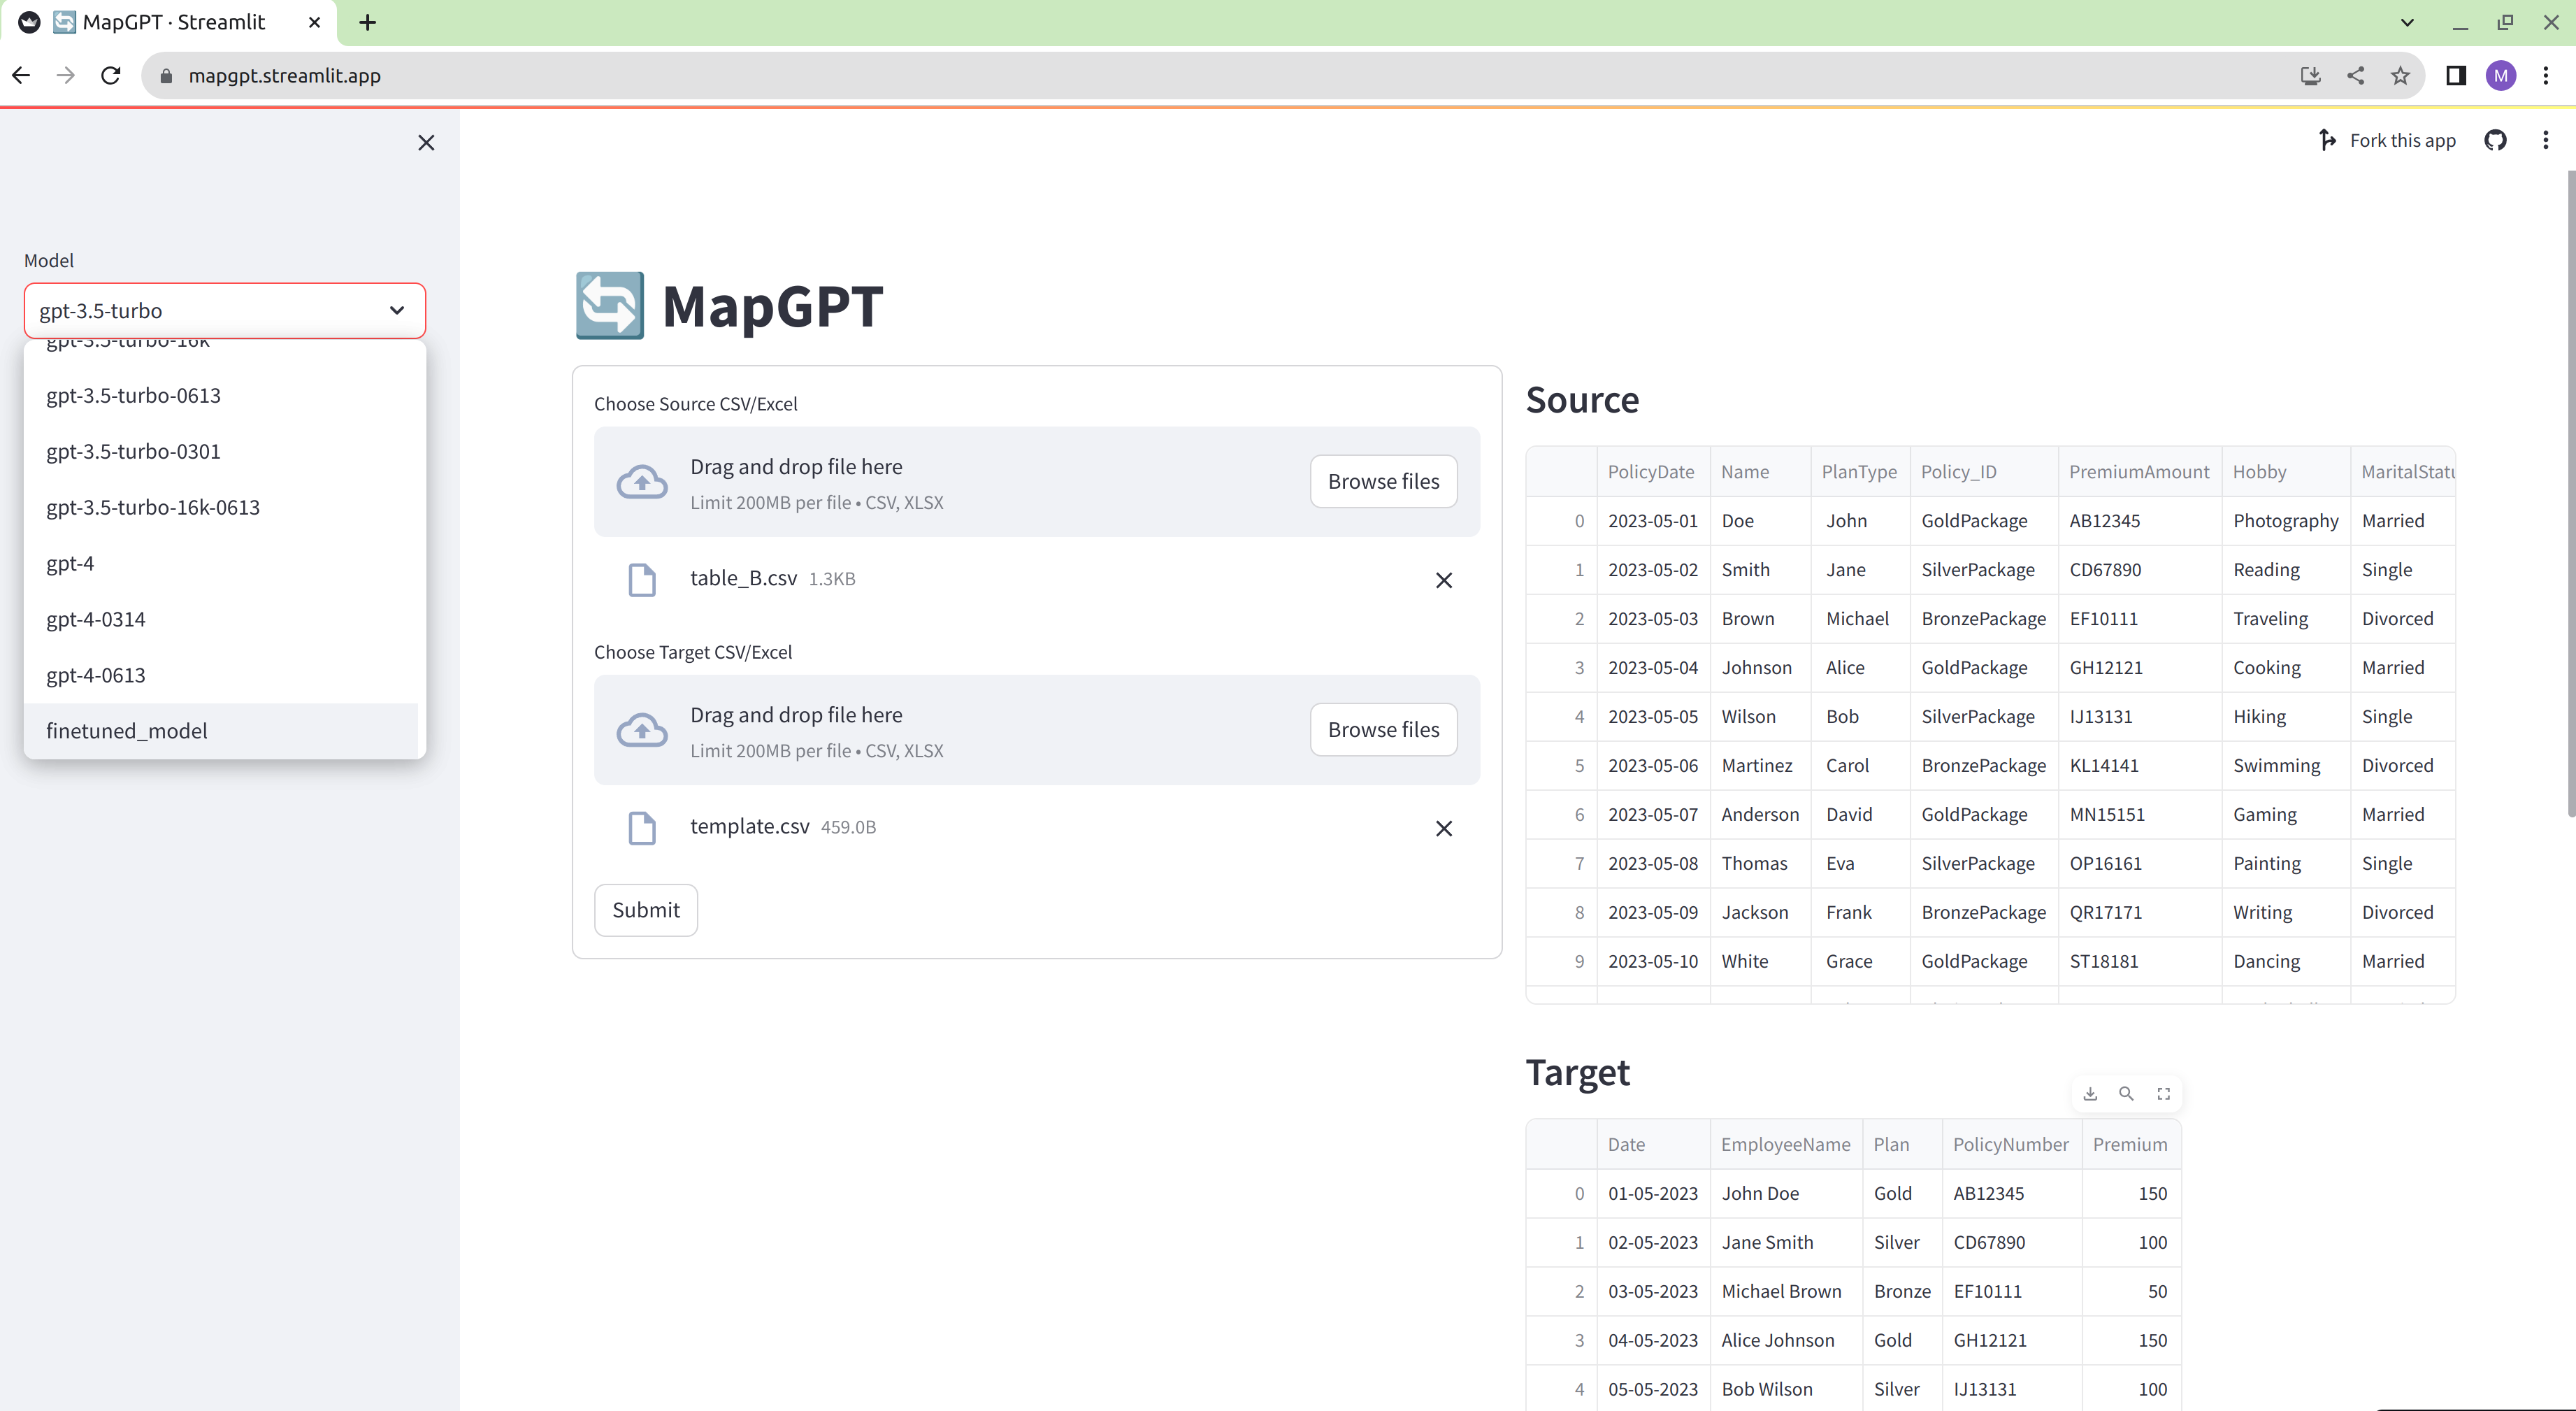 MapGPT · Streamlit
mapgpt.streamlit.app
M
Fork this app
Model
gpt-3.5-turbo
gpt-3.5-turbo-16k
gpt-3.5-turbo-0613
gpt-3.5-turbo-0301
gpt-3.5-turbo-16k-0613
gpt-4
gpt-4-0314
gpt-4-0613
finetuned_model
MapGPT
Choose Source CSV/Excel
Drag and drop file here
Limit 200MB per file • CSV, XLSX
Browse files
table_B.csv 1.3KB
Choose Target CSV/Excel
Drag and drop file here
Limit 200MB per file • CSV, XLSX
Browse files
template.csv 459.0B
Submit
Source
PolicyDate Name PlanType Policy_ID PremiumAmount Hobby MaritalStatu
0 2023-05-01 Doe John GoldPackage AB12345 Photography Married
1 2023-05-02 Smith Jane SilverPackage CD67890 Reading Single
2 2023-05-03 Brown Michael BronzePackage EF10111 Traveling Divorced
3 2023-05-04 Johnson Alice GoldPackage GH12121 Cooking Married
4 2023-05-05 Wilson Bob SilverPackage IJ13131 Hiking Single
5 2023-05-06 Martinez Carol BronzePackage KL14141 Swimming Divorced
6 2023-05-07 Anderson David GoldPackage MN15151 Gaming Married
7 2023-05-08 Thomas Eva SilverPackage OP16161 Painting Single
8 2023-05-09 Jackson Frank BronzePackage QR17171 Writing Divorced
9 2023-05-10 White Grace GoldPackage ST18181 Dancing Married
Target
Date EmployeeName Plan PolicyNumber Premium
0 01-05-2023 John Doe Gold AB12345 150
1 02-05-2023 Jane Smith Silver CD67890 100
2 03-05-2023 Michael Brown Bronze EF10111 50
3 04-05-2023 Alice Johnson Gold GH12121 150
4 05-05-2023 Bob Wilson Silver IJ13131 100